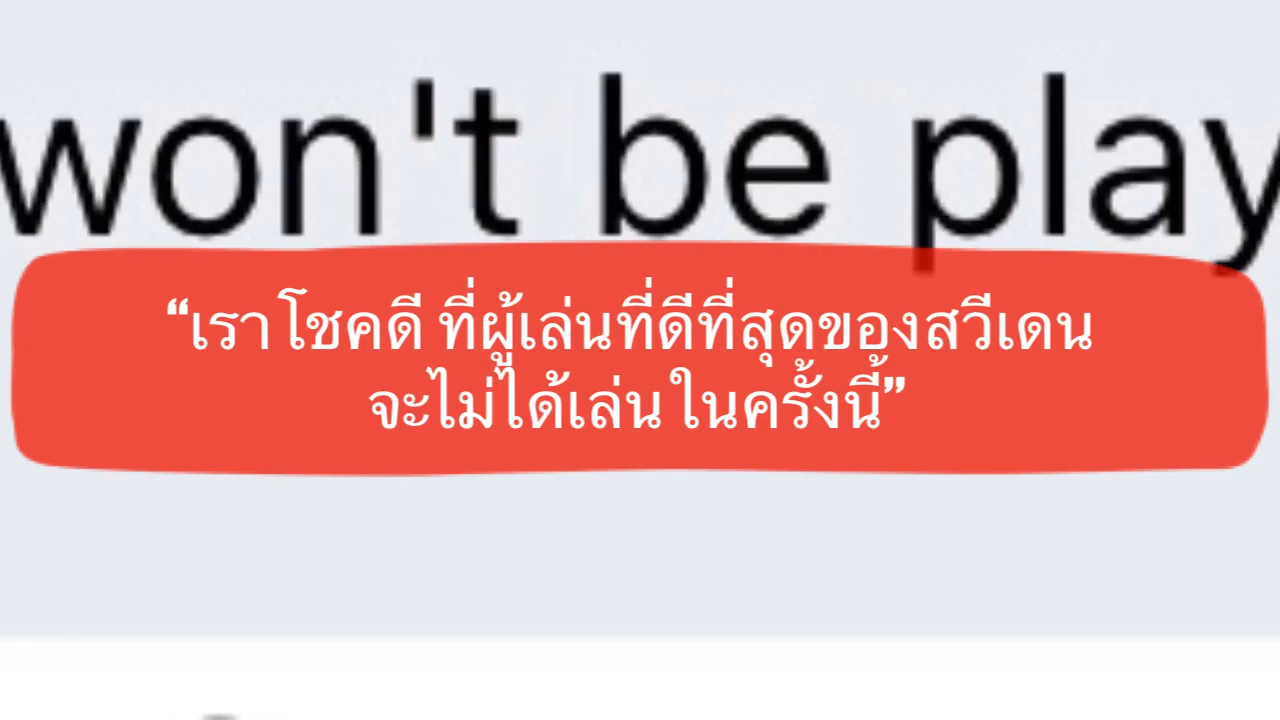 won't be play
“เราโชคดี ที่ผู้เล่นที่ดีที่สุดของสวีเดน
จะไม่ได้เล่นในครั้งนี้”